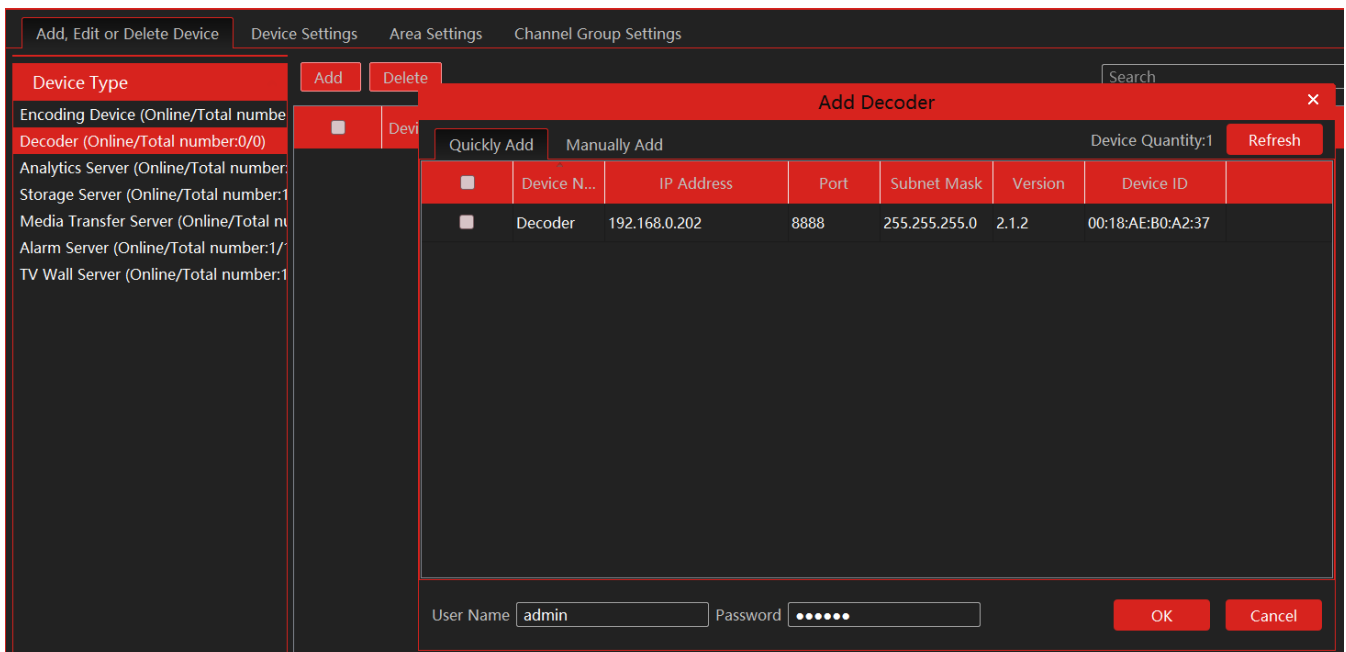 Add, Edit or Delete Device Device Settings Area Settings Channel Group Settings
Device Type
Encoding Device (Online/Total numbe
Decoder (Online/Total number:0/0)
Analytics Server (Online/Total number:
Storage Server (Online/Total number:1
Media Transfer Server (Online/Total nu
Alarm Server (Online/Total number:1/1
TV Wall Server (Online/Total number:1
Add Delete Search
Devi
Add Decoder ×
Quickly Add Manually Add Device Quantity:1 Refresh
Device N... IP Address Port Subnet Mask Version Device ID
Decoder 192.168.0.202 8888 255.255.255.0 2.1.2 00:18:AE:B0:A2:37
User Name admin Password ●●●●●● OK Cancel